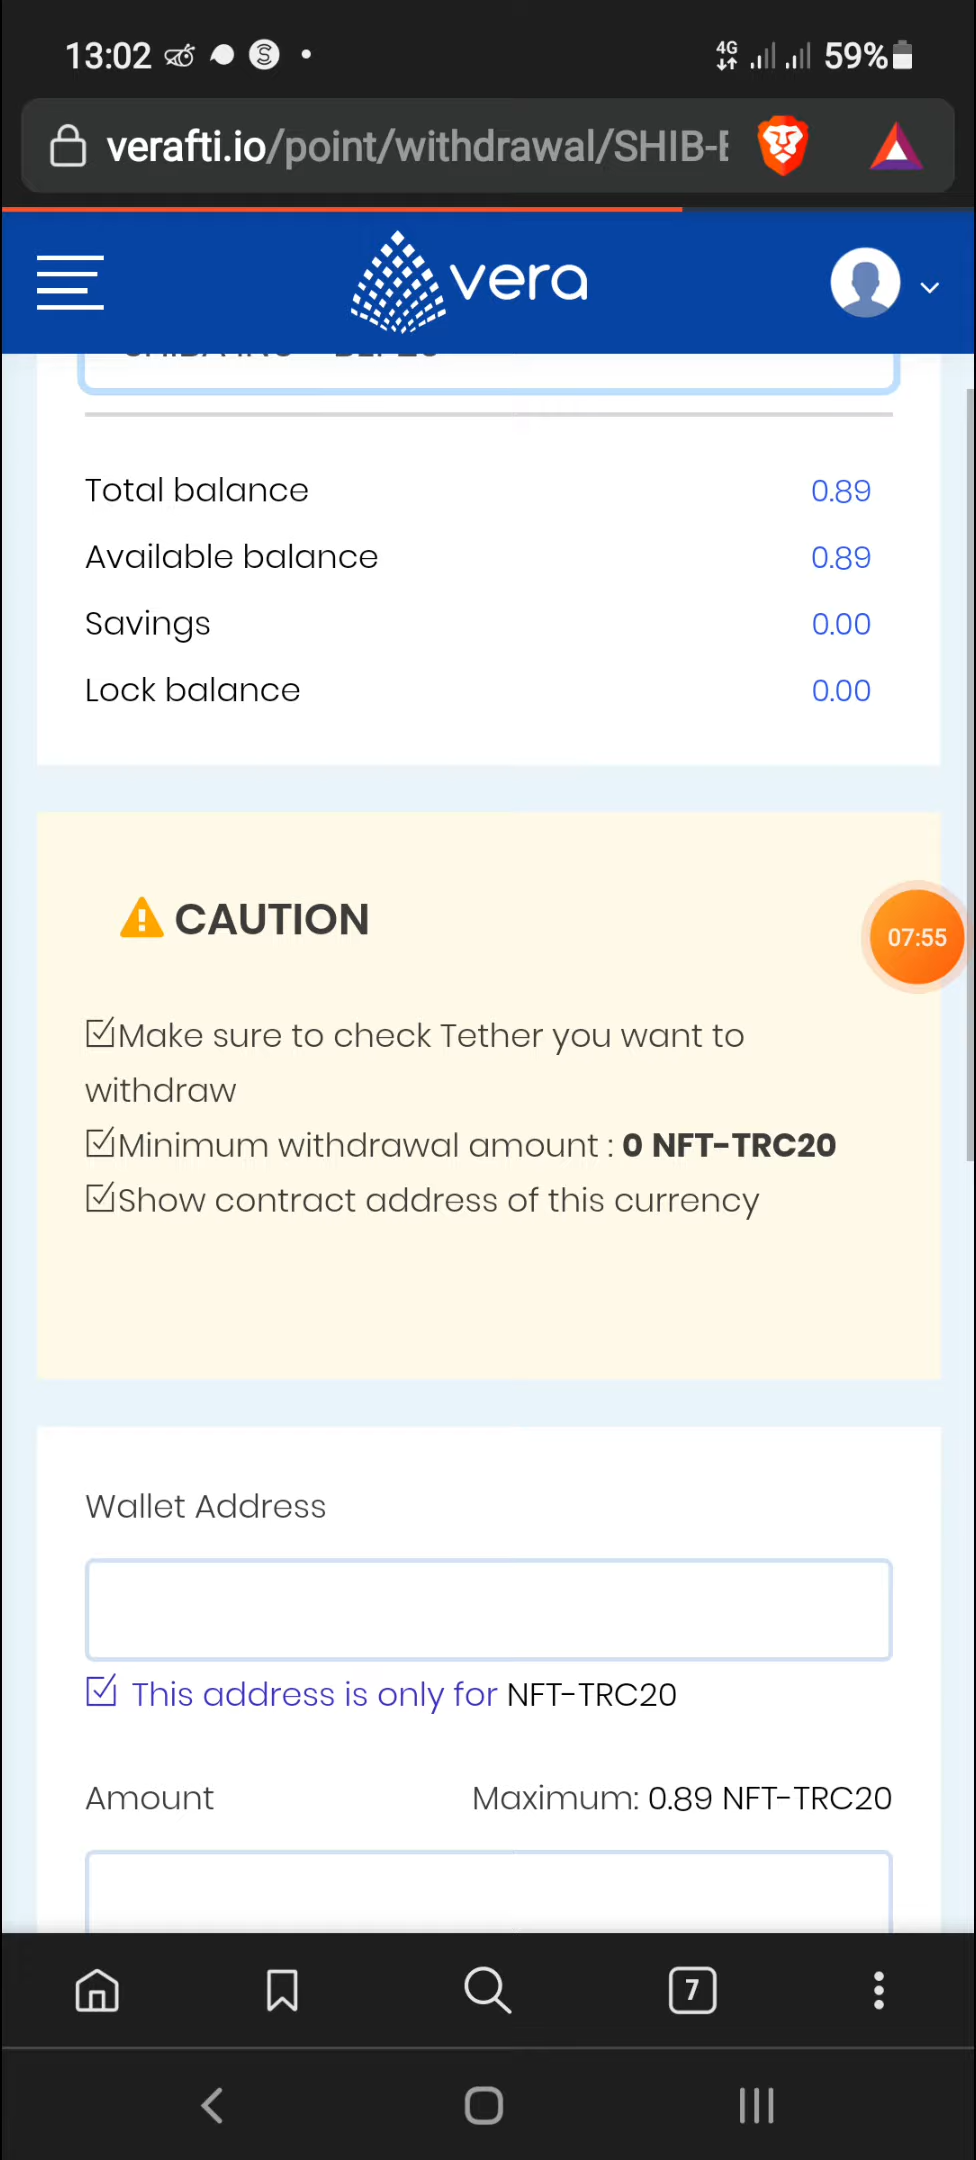 13:02
4G
59%
verafti.io/point/withdrawal/SHIB-
vera
Total balance 0.89
Available balance 0.89
Savings 0.00
Lock balance 0.00
CAUTION
07:55
Make sure to check Tether you want to
withdraw
Minimum withdrawal amount : 0 NFT-TRC20
Show contract address of this currency
Wallet Address
This address is only for NFT-TRC20
Amount Maximum: 0.89 NFT-TRC20
7